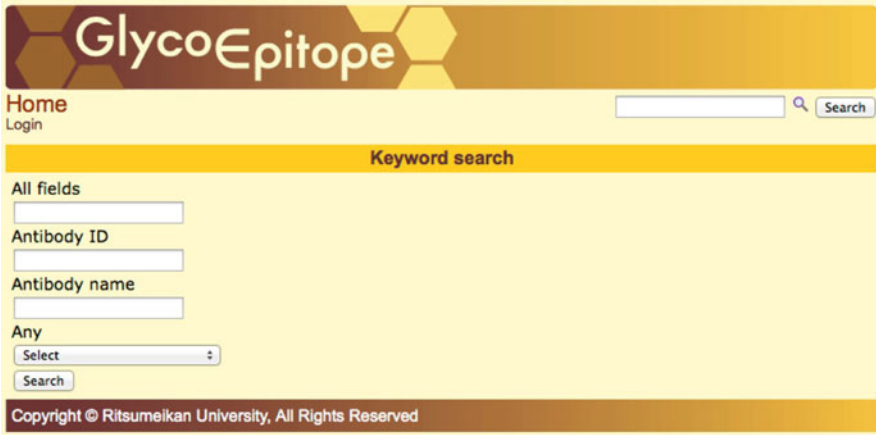 GlycoEpitope
Home
Login
Search
Keyword search
All fields
Antibody ID
Antibody name
Any
Select
Search
Copyright © Ritsumeikan University, All Rights Reserved